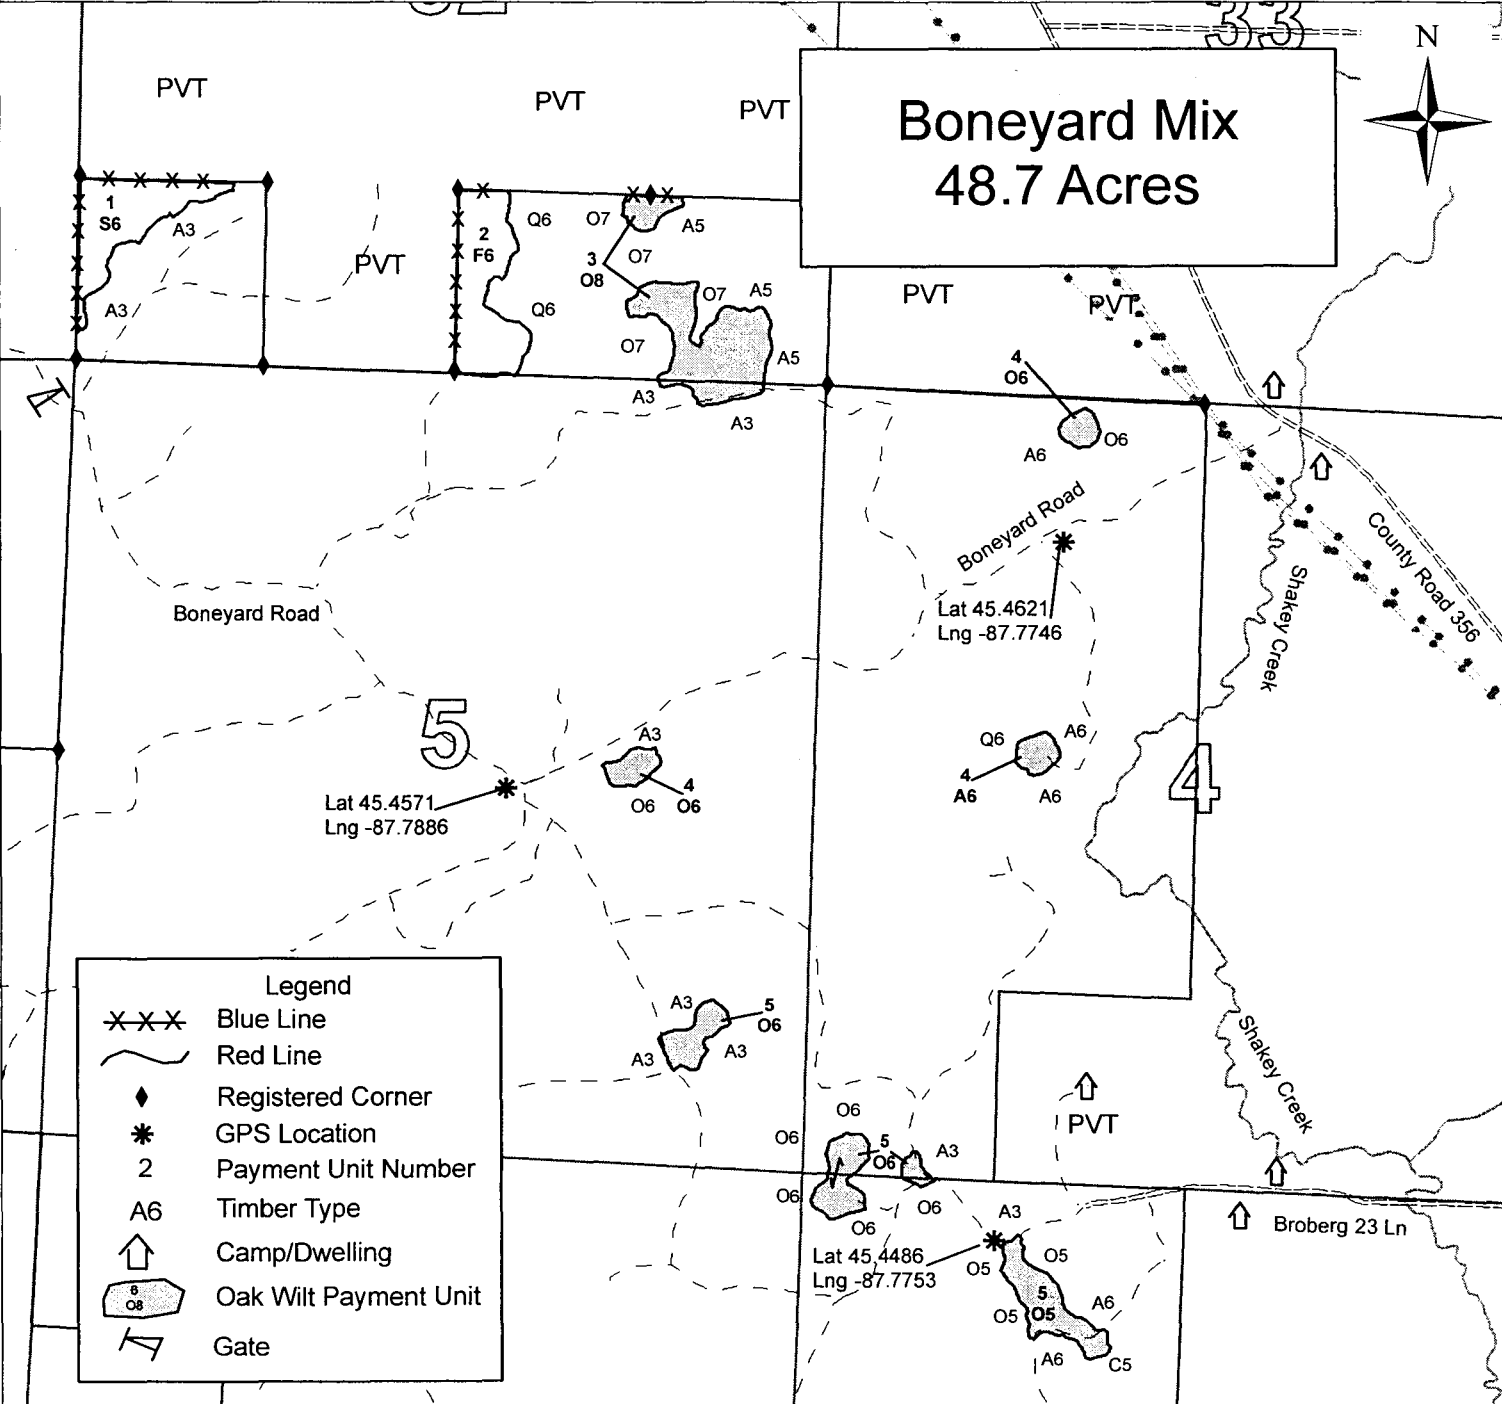 32
33
N
PVT
PVT
PVT
Boneyard Mix
48.7 Acres
1
S6
A3
A3
PVT
2
F6
Q6
Q6
O7
A5
3
O8
O7
O7
A5
O7
A5
A3
A3
PVT
PVT
4
O6
O6
A6
Boneyard Road
Lat 45.4621
Lng -87.7746
County Road 356
Shakey Creek
Boneyard Road
5
A3
4
O6
O6
Lat 45.4571
Lng -87.7886
Q6
A6
4
A6
A6
4
A3
5
O6
A3
A3
Shakey Creek
PVT
O6
O6
5
O6
A3
O6
O6
O6
A3
Broberg 23 Ln
Lat 45.4486
Lng -87.7753
O5
O5
5
O5
O5
A6
A6
C5
Legend
X X X Blue Line
Red Line
Registered Corner
GPS Location
2 Payment Unit Number
A6 Timber Type
Camp/Dwelling
6
O8
Oak Wilt Payment Unit
Gate